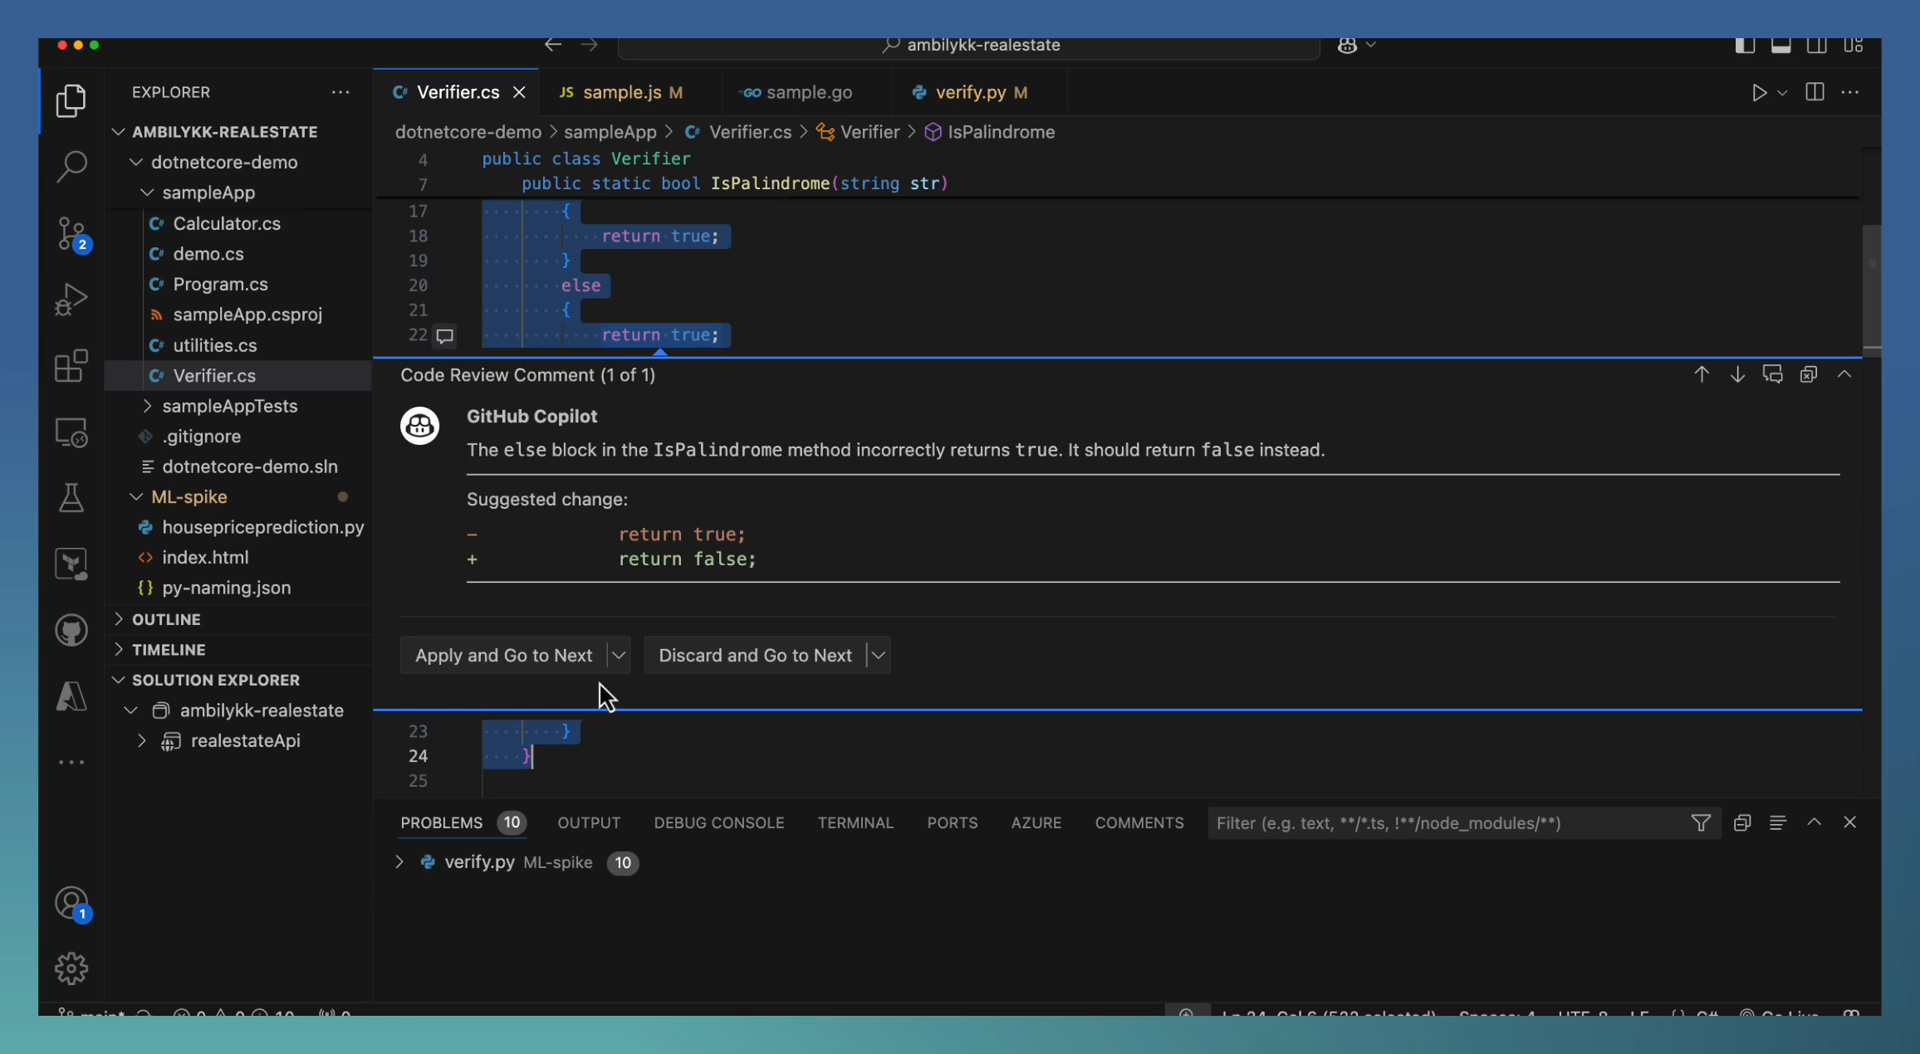 ambilykk-realestate
EXPLORER
AMBILYKK-REALESTATE
dotnetcore-demo
sampleApp
Calculator.cs
demo.cs
Program.cs
sampleApp.csproj
utilities.cs
Verifier.cs
sampleAppTests
.gitignore
dotnetcore-demo.sln
ML-spike
housepriceprediction.py
index.html
py-naming.json
OUTLINE
TIMELINE
SOLUTION EXPLORER
ambilykk-realestate
realestateApi
2
1
C# Verifier.cs
JS sample.js M
GO sample.go
verify.py M
dotnetcore-demo > sampleApp > C# Verifier.cs > Verifier > IsPalindrome
4 public class Verifier
7 public static bool IsPalindrome(string str)
17 {
18 return true;
19 }
20 else
21 {
22 return true;
Code Review Comment (1 of 1)
GitHub Copilot
The else block in the IsPalindrome method incorrectly returns true. It should return false instead.
Suggested change:
- return true;
+ return false;
Apply and Go to Next
Discard and Go to Next
23 }
24 }
25
PROBLEMS 10 OUTPUT DEBUG CONSOLE TERMINAL PORTS AZURE COMMENTS
Filter (e.g. text, **/*.ts, !**/node_modules/**)
verify.py ML-spike 10